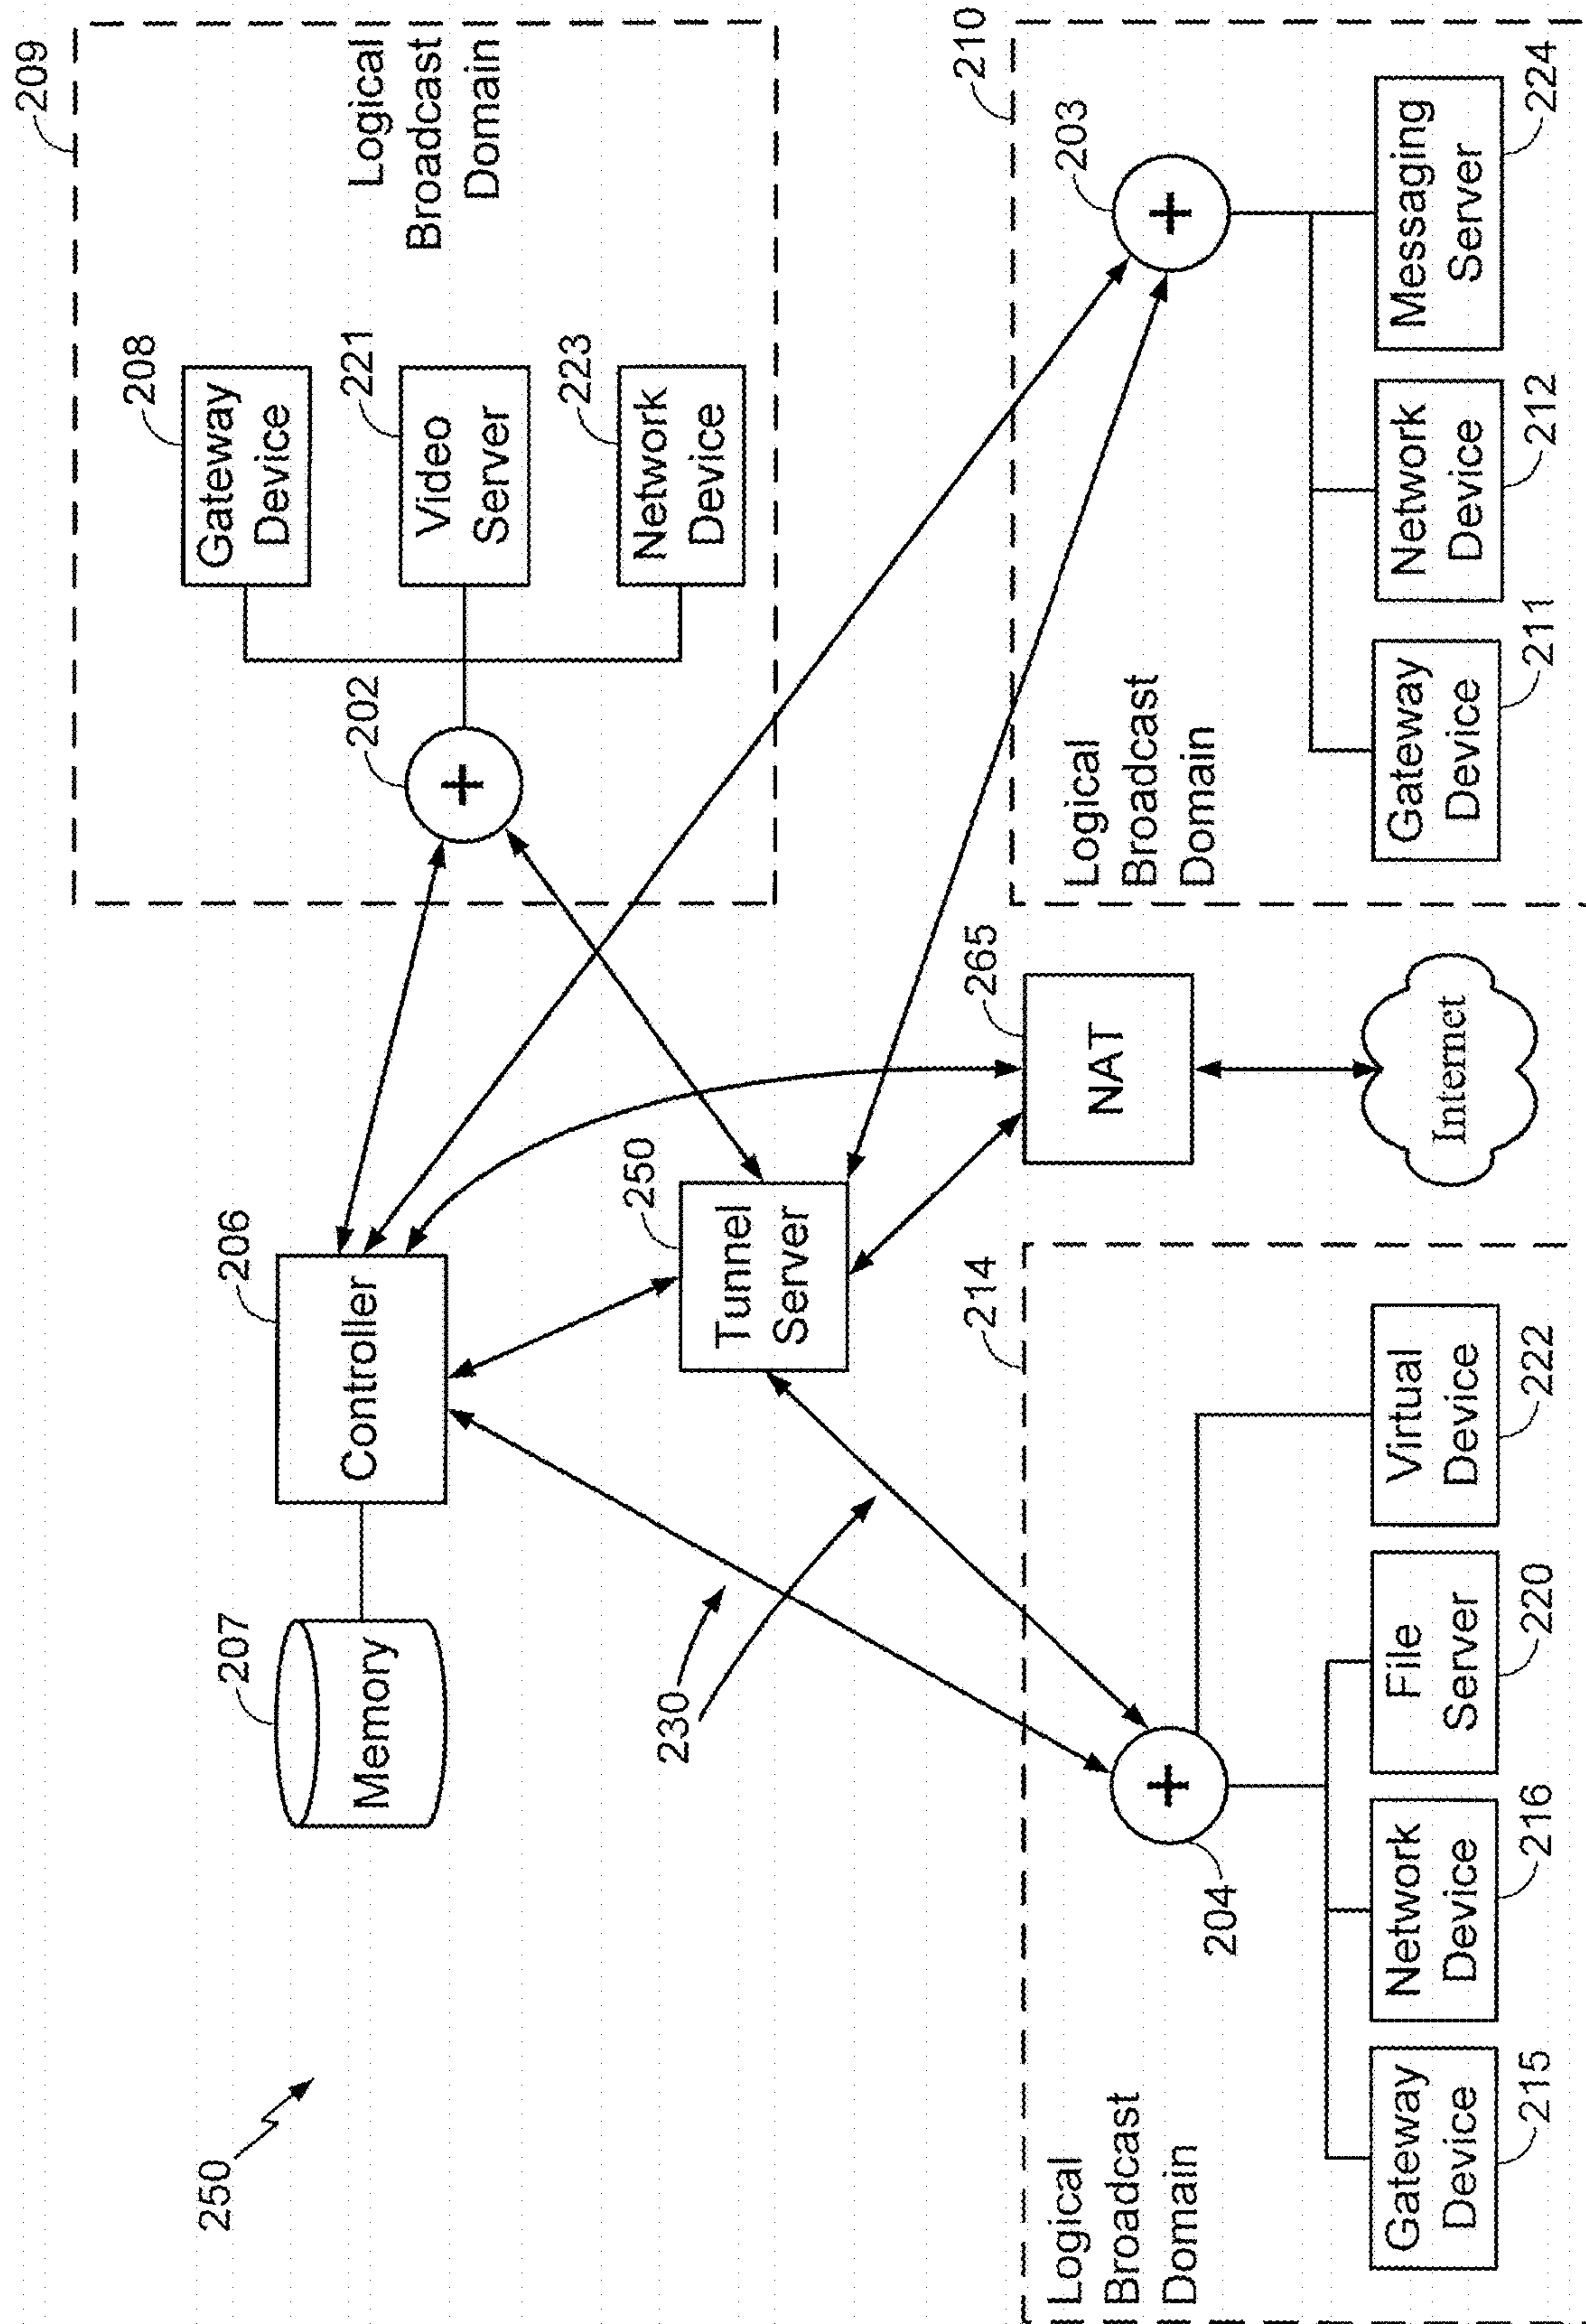 250
207
Memory
206
Controller
209
208
Gateway
Device
202
221
Video
Server
Logical
Broadcast
Domain
223
Network
Device
230
250
Tunnel
Server
214
265
NAT
210
Logical
Broadcast
Domain
204
Logical
Broadcast
Domain
203
Gateway
Device
215
Network
Device
216
File
Server
220
Virtual
Device
222
Internet
Gateway
Device
211
Network
Device
212
Messaging
Server
224